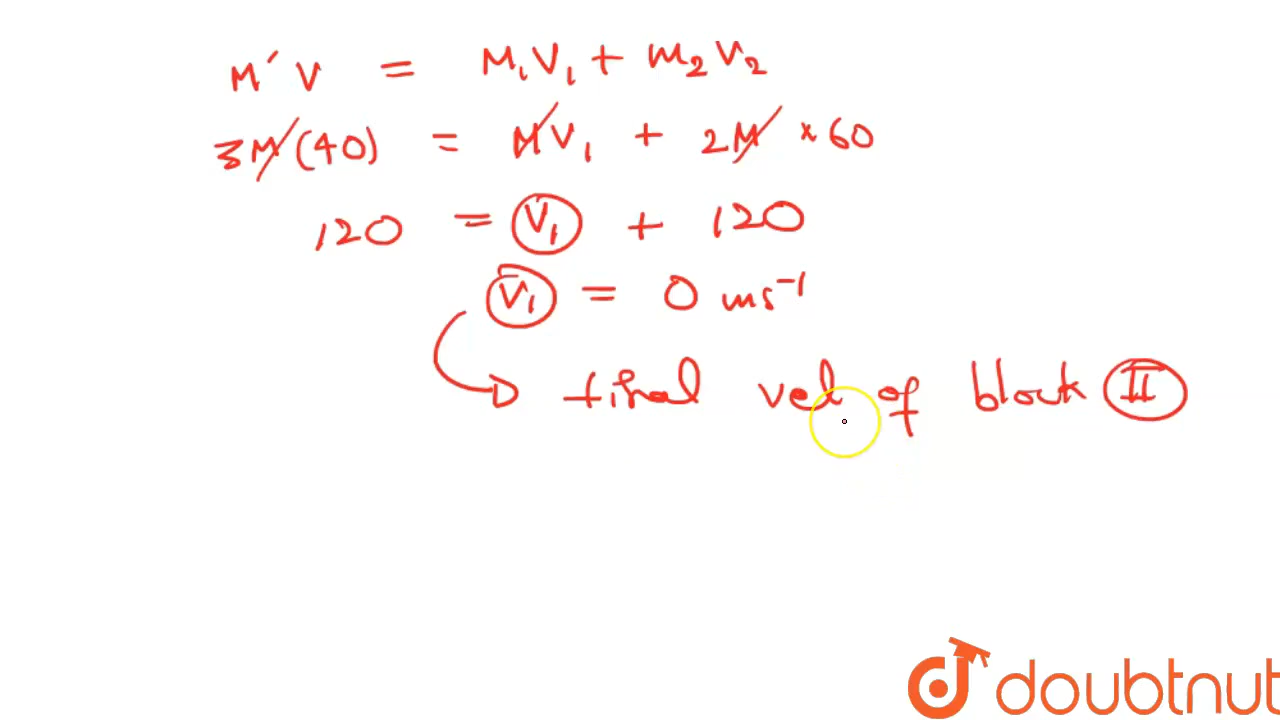 M'V = M₁V₁ + M₂V₂
3M(40) = MV₁ + 2M × 60
120 = V₁ + 120
V₁ = 0 ms⁻¹
final vel of block II
doubtnut